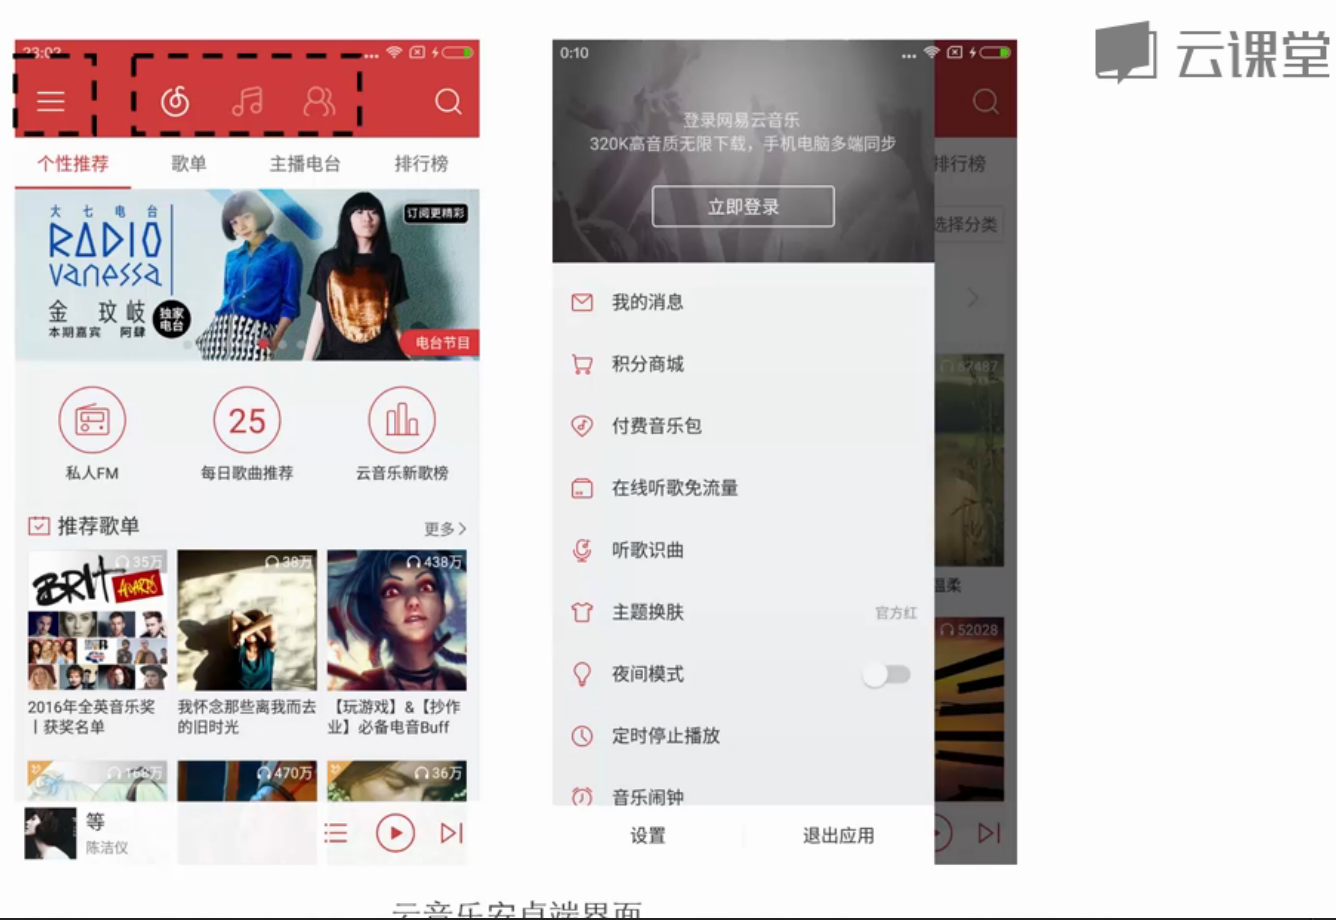 云课堂
23:02
个性推荐 歌单 主播电台 排行榜
大七电台
RADIO
vanessa
金玟岐
本期嘉宾 阿肆
独家
电台
订阅更精彩
电台节目
25
私人FM 每日歌曲推荐 云音乐新歌榜
推荐歌单 更多
35万 38万 438万
BRIT
AWARDS
2016年全英音乐奖
丨获奖名单
我怀念那些离我而去
的旧时光
【玩游戏】&【抄作
业】必备电音Buff
168万 470万 36万
等
陈洁仪
0:10
登录网易云音乐
320K高音质无限下载，手机电脑多端同步
立即登录
我的消息
积分商城
付费音乐包
在线听歌免流量
听歌识曲
主题换肤 官方红
夜间模式
定时停止播放
音乐闹钟
设置 退出应用
排行榜
选择分类
57487
温柔
52028
云音乐安卓端界面